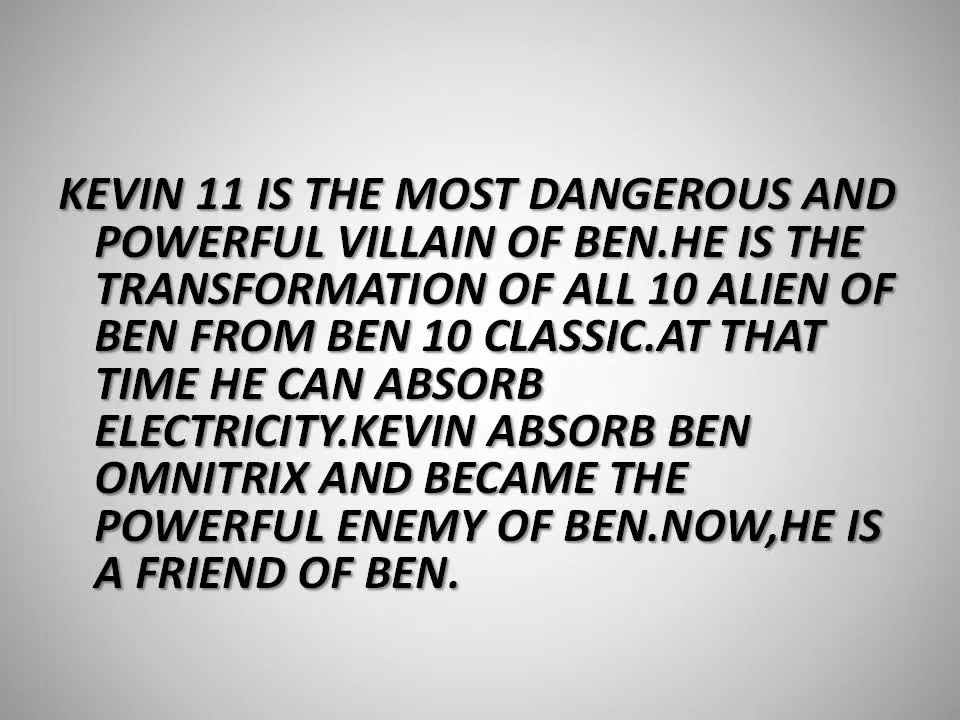 KEVIN 11 IS THE MOST DANGEROUS AND
POWERFUL VILLAIN OF BEN.HE IS THE
TRANSFORMATION OF ALL 10 ALIEN OF
BEN FROM BEN 10 CLASSIC.AT THAT
TIME HE CAN ABSORB
ELECTRICITY.KEVIN ABSORB BEN
OMNITRIX AND BECAME THE
POWERFUL ENEMY OF BEN.NOW,HE IS
A FRIEND OF BEN.